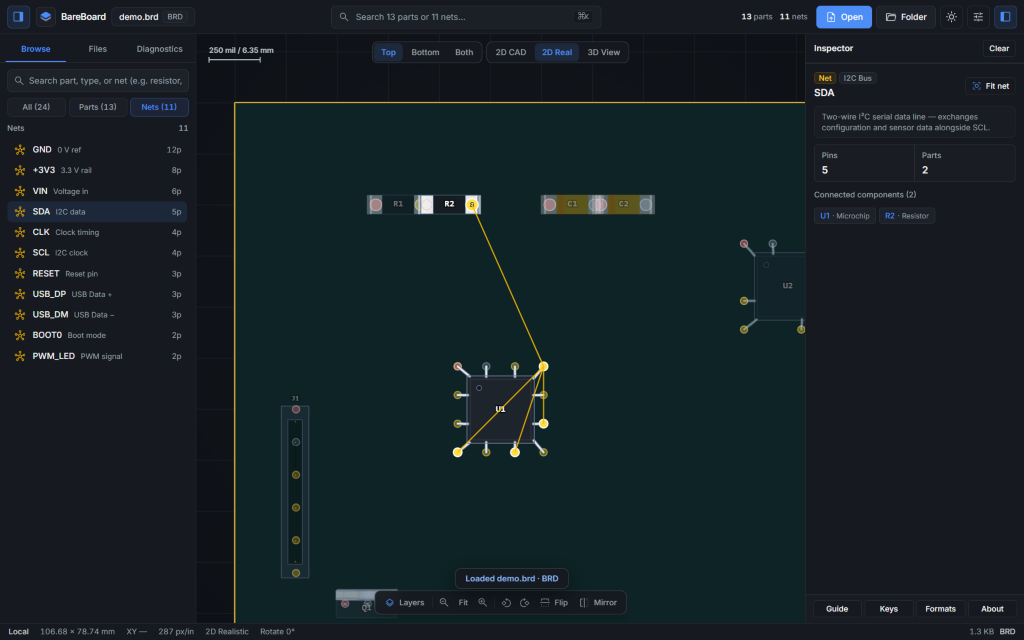 BareBoard
demo.brd BRD
Search 13 parts or 11 nets...
⌘K
13 parts 11 nets
Open
Folder
Browse
Files
Diagnostics
Search part, type, or net (e.g. resistor,
All (24)
Parts (13)
Nets (11)
Nets
11
GND 0 V ref 12p
+3V3 3.3 V rail 8p
VIN Voltage in 6p
SDA I2C data 5p
CLK Clock timing 4p
SCL I2C clock 4p
RESET Reset pin 3p
USB_DP USB Data + 3p
USB_DM USB Data − 3p
BOOT0 Boot mode 2p
PWM_LED PWM signal 2p
250 mil / 6.35 mm
Top
Bottom
Both
2D CAD
2D Real
3D View
R1
R2
C1
C2
U2
U1
J1
Q1
Loaded demo.brd · BRD
Layers
Fit
Flip
Mirror
Inspector
Clear
Net
I2C Bus
SDA
Fit net
Two-wire I²C serial data line — exchanges
configuration and sensor data alongside SCL.
Pins
5
Parts
2
Connected components (2)
U1 · Microchip
R2 · Resistor
Guide
Keys
Formats
About
Local
106.68 × 78.74 mm
XY —
287 px/in
2D Realistic
Rotate 0°
1.3 KB BRD